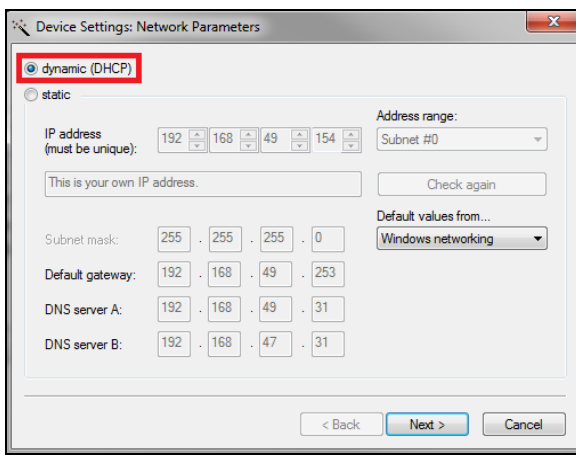 Device Settings: Network Parameters
dynamic (DHCP)
static
Address range:
IP address
(must be unique):
192 168 49 154
Subnet #0
This is your own IP address.
Check again
Default values from...
Subnet mask:
255 . 255 . 255 . 0
Windows networking
Default gateway:
192 . 168 . 49 . 253
DNS server A:
192 . 168 . 49 . 31
DNS server B:
192 . 168 . 47 . 31
< Back
Next >
Cancel